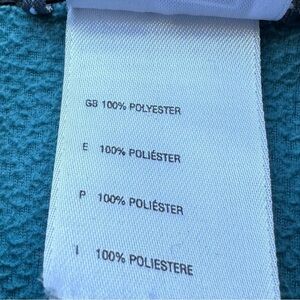 GB 100% POLYESTER
E 100% POLIÉSTER
P 100% POLIÉSTER
I 100% POLIESTERE